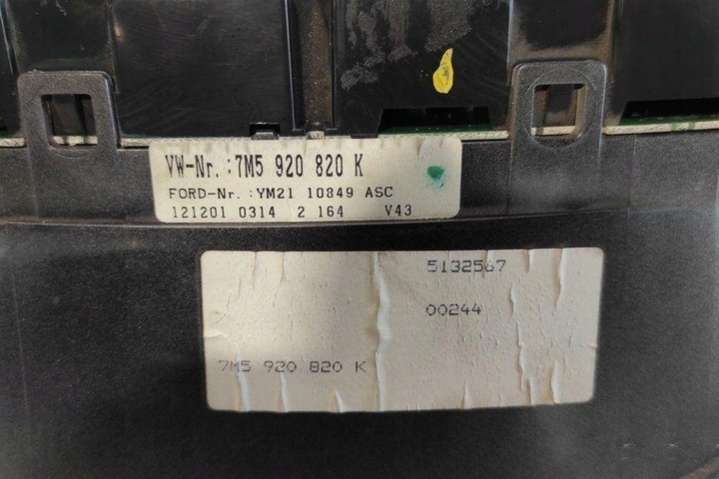 VW-Nr.:7M5 920 820 K
FORD-Nr.:YM21 10849 ASC
121201 0314 2 164 V43
5132567
00244
7M5 920 820 K